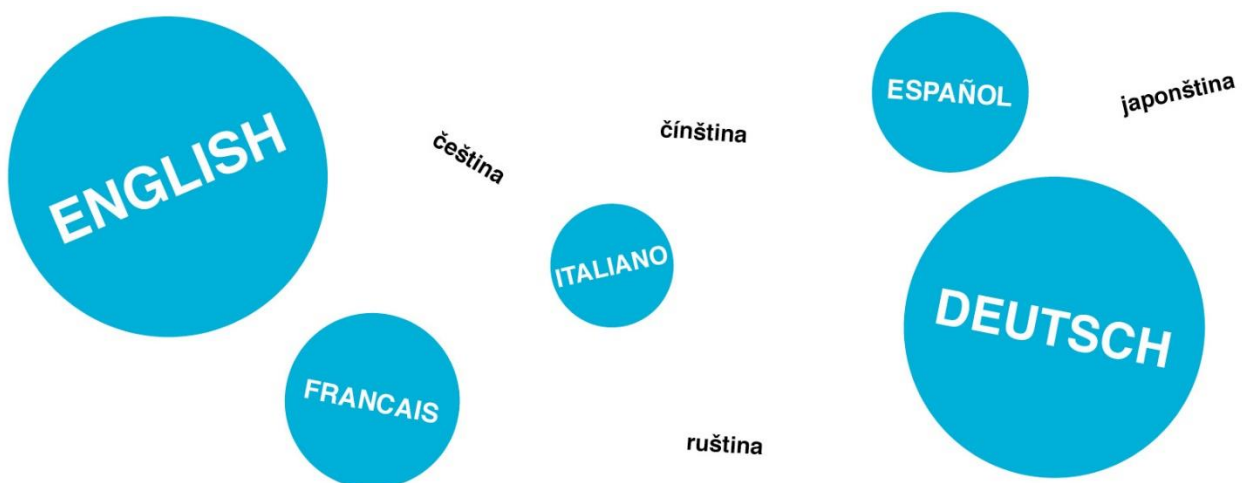 ENGLISH
čeština
čínština
ESPAÑOL
japonština
ITALIANO
DEUTSCH
FRANCAIS
ruština